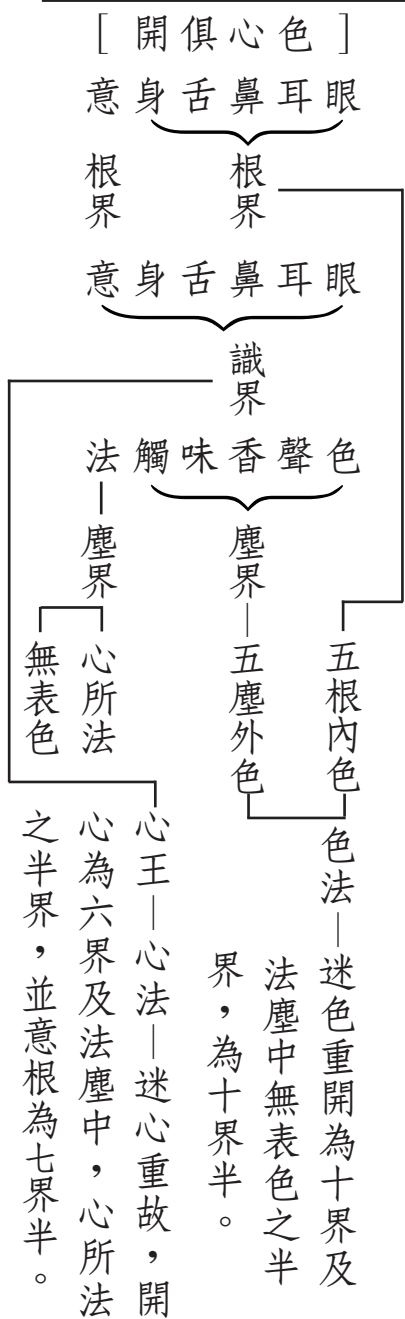 ［色心俱開］
眼耳鼻舌身意
根界
根界
眼耳鼻舌身意
識界
色聲香味觸法
塵界
塵界
五根內色
五塵外色
心所法
無表色
色法—迷色重開為十界及
法塵中無表色之半
界，為十界半。
心王—心法—迷心重故，開
心為六界及法塵中，心所法
之半界，並意根為七界半。